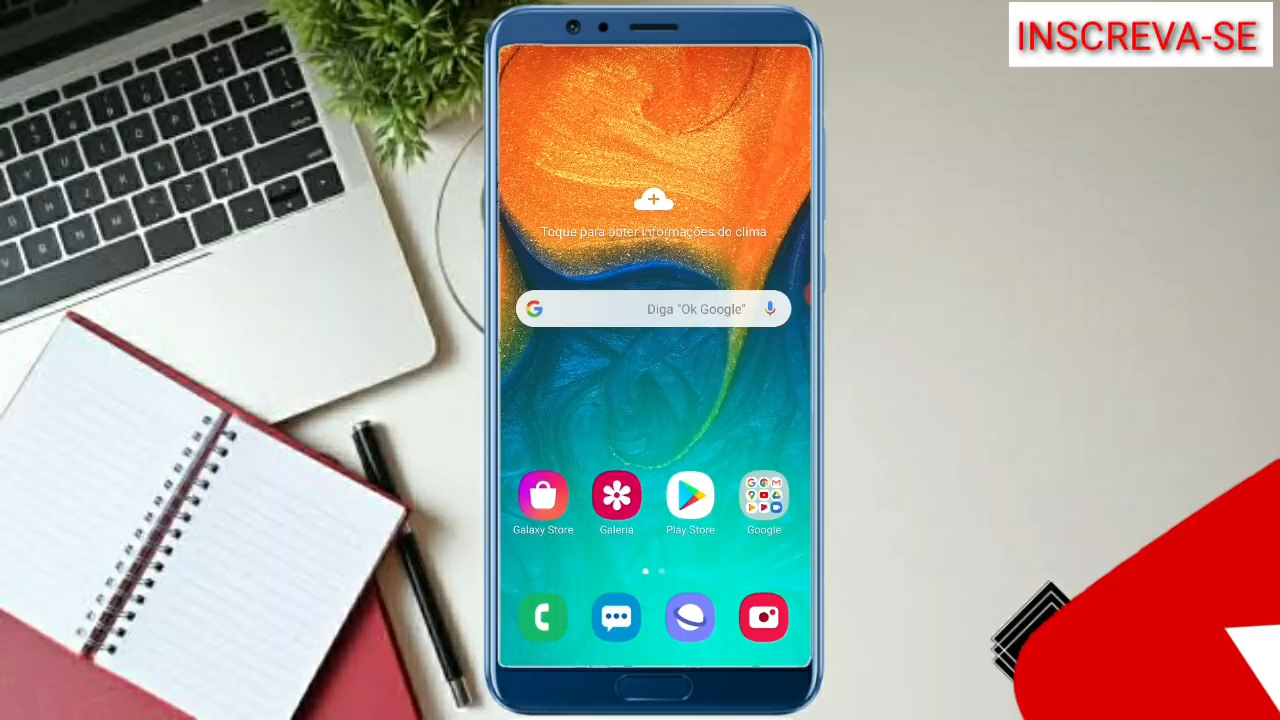 INSCREVA-SE
Toque para obter informações do clima
Diga "Ok Google"
Galaxy Store
Galeria
Play Store
Google